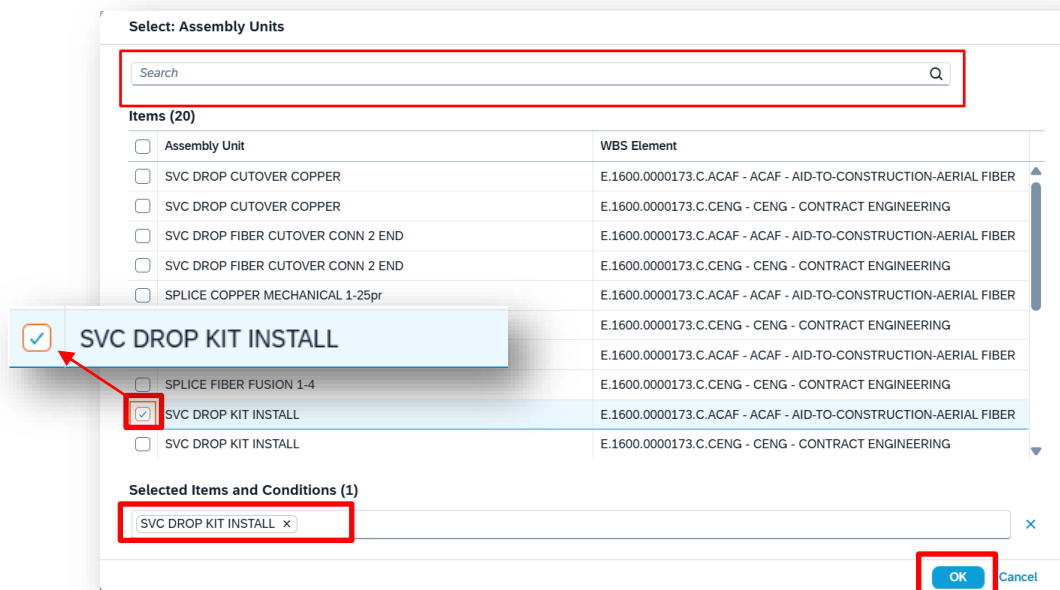 Select: Assembly Units
Search
Items (20)
Assembly Unit WBS Element
SVC DROP CUTOVER COPPER E.1600.0000173.C.ACAF - ACAF - AID-TO-CONSTRUCTION-AERIAL FIBER
SVC DROP CUTOVER COPPER E.1600.0000173.C.CENG - CENG - CONTRACT ENGINEERING
SVC DROP FIBER CUTOVER CONN 2 END E.1600.0000173.C.ACAF - ACAF - AID-TO-CONSTRUCTION-AERIAL FIBER
SVC DROP FIBER CUTOVER CONN 2 END E.1600.0000173.C.CENG - CENG - CONTRACT ENGINEERING
SPLICE COPPER MECHANICAL 1-25pr E.1600.0000173.C.ACAF - ACAF - AID-TO-CONSTRUCTION-AERIAL FIBER
E.1600.0000173.C.CENG - CENG - CONTRACT ENGINEERING
SVC DROP KIT INSTALL
E.1600.0000173.C.ACAF - ACAF - AID-TO-CONSTRUCTION-AERIAL FIBER
SPLICE FIBER FUSION 1-4 E.1600.0000173.C.CENG - CENG - CONTRACT ENGINEERING
SVC DROP KIT INSTALL E.1600.0000173.C.ACAF - ACAF - AID-TO-CONSTRUCTION-AERIAL FIBER
SVC DROP KIT INSTALL E.1600.0000173.C.CENG - CENG - CONTRACT ENGINEERING
Selected Items and Conditions (1)
SVC DROP KIT INSTALL
OK Cancel